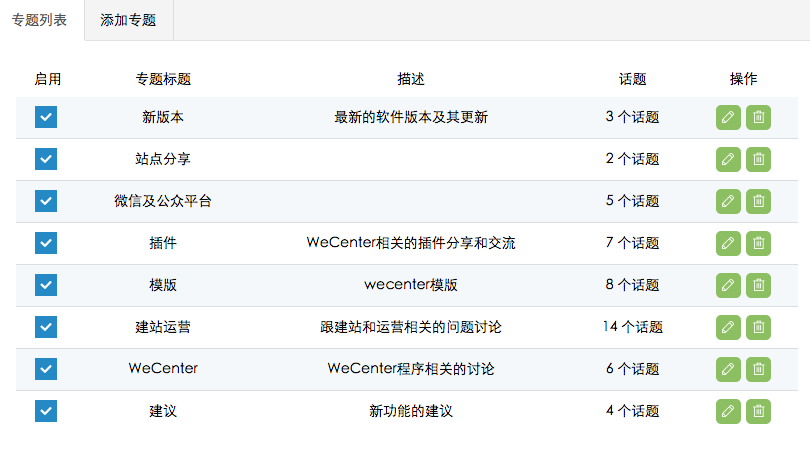 专题列表 添加专题
启用 专题标题 描述 话题 操作
新版本 最新的软件版本及其更新 3 个话题
站点分享 2 个话题
微信及公众平台 5 个话题
插件 WeCenter相关的插件分享和交流 7 个话题
模版 wecenter模版 8 个话题
建站运营 跟建站和运营相关的问题讨论 14 个话题
WeCenter WeCenter程序相关的讨论 6 个话题
建议 新功能的建议 4 个话题